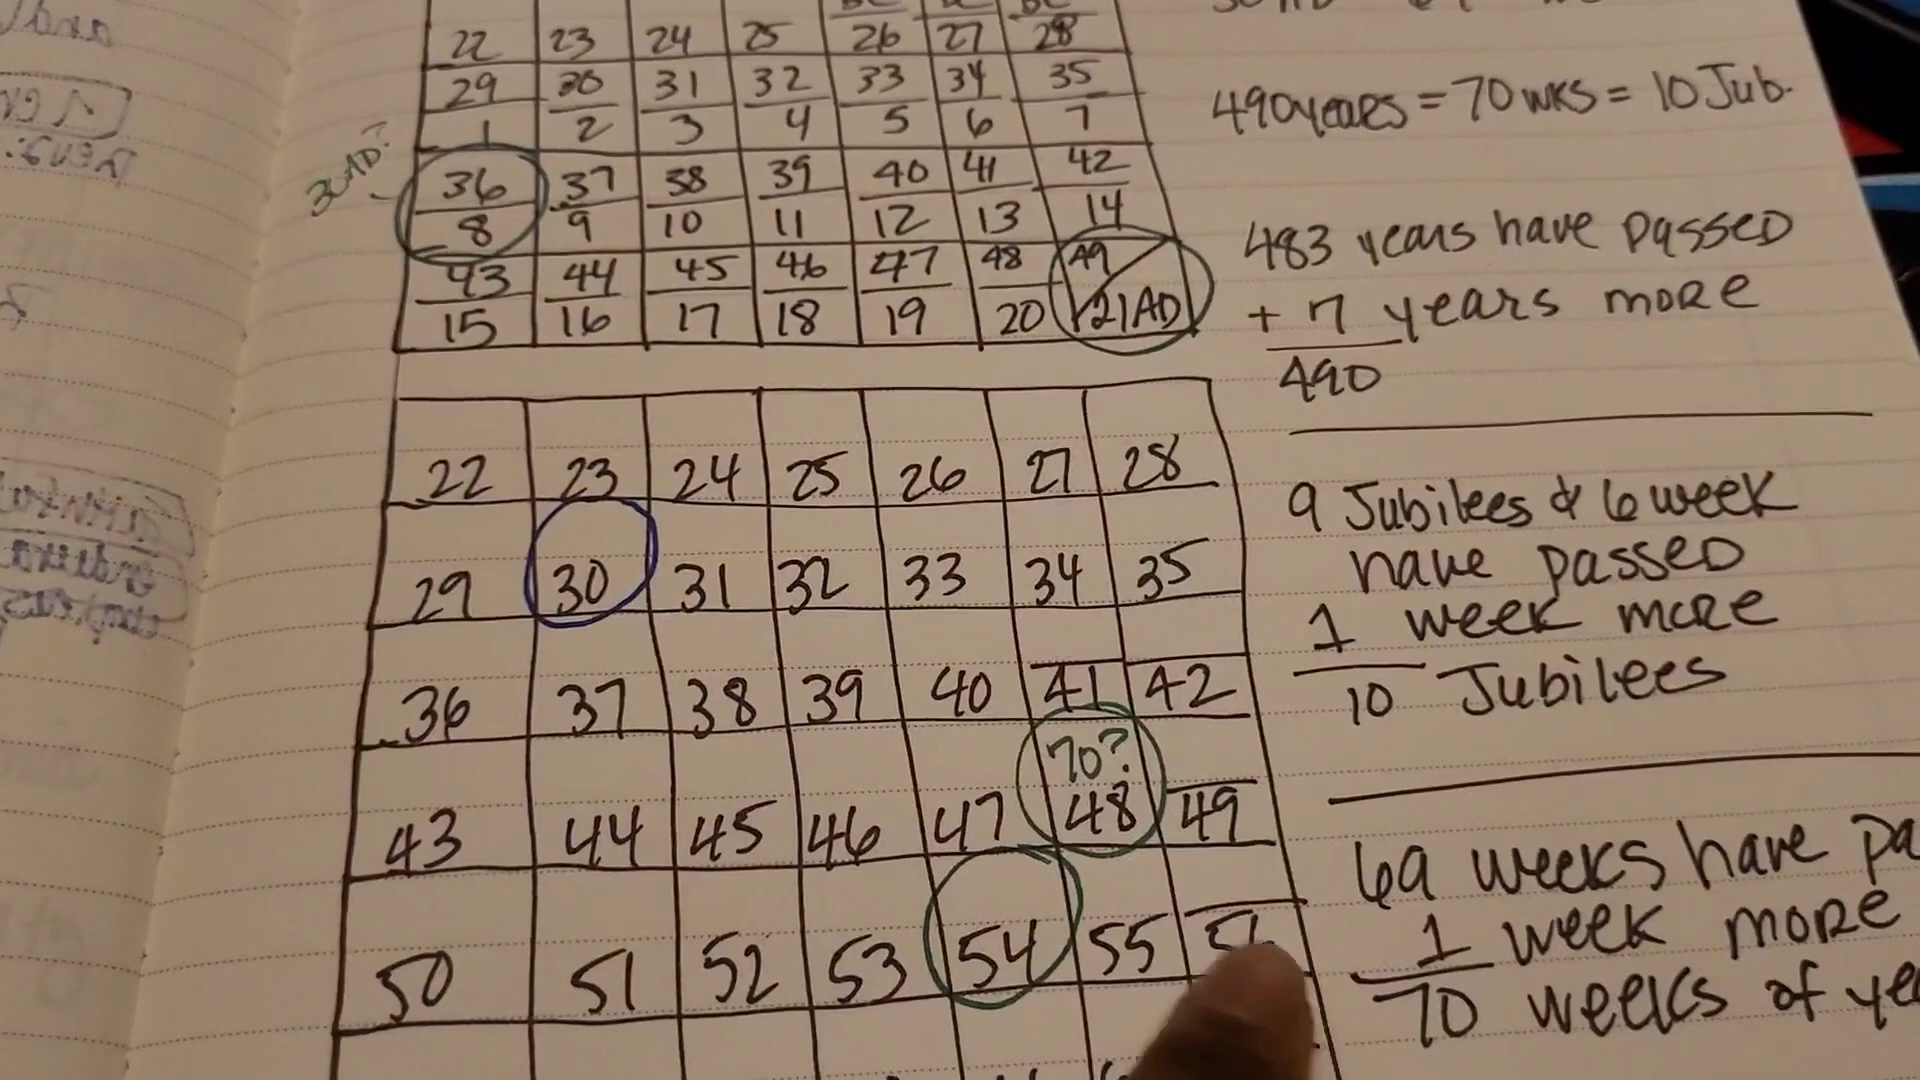 22 23 24 25 26 27 28
29 30 31 32 33 34 35
1 2 3 4 5 6 7
36 37 38 39 40 41 42
8 9 10 11 12 13 14
43 44 45 46 47 48 49
15 16 17 18 19 20 21AD
22 23 24 25 26 27 28
29 30 31 32 33 34 35
36 37 38 39 40 41 42
70?
43 44 45 46 47 48 49
50 51 52 53 54 55
490years = 70 wks = 10 Jub.
483 years have passed
+ 7 years more
490
9 Jubilees & 6 week
have passed
1 week more
10 Jubilees
69 weeks have
1 week more
70 weeks of